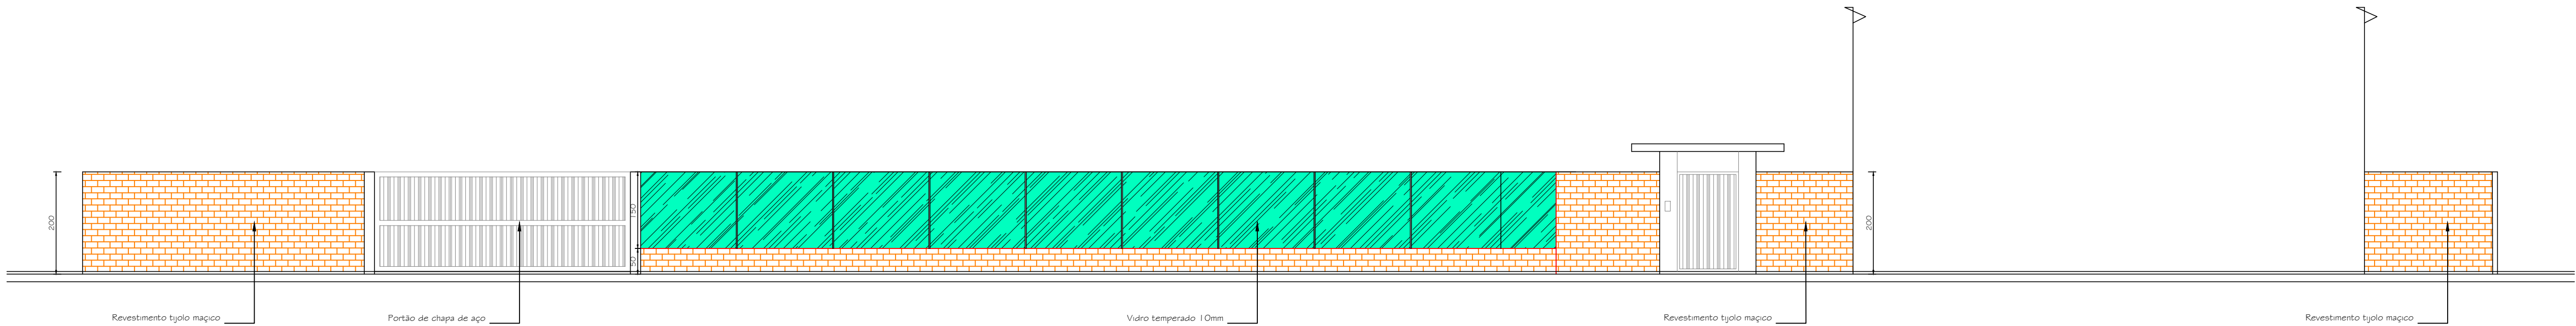 200
150
50
200
Revestimento tijolo maçico
Portão de chapa de aço
Vidro temperado 10mm
Revestimento tijolo maçico
Revestimento tijolo maçico